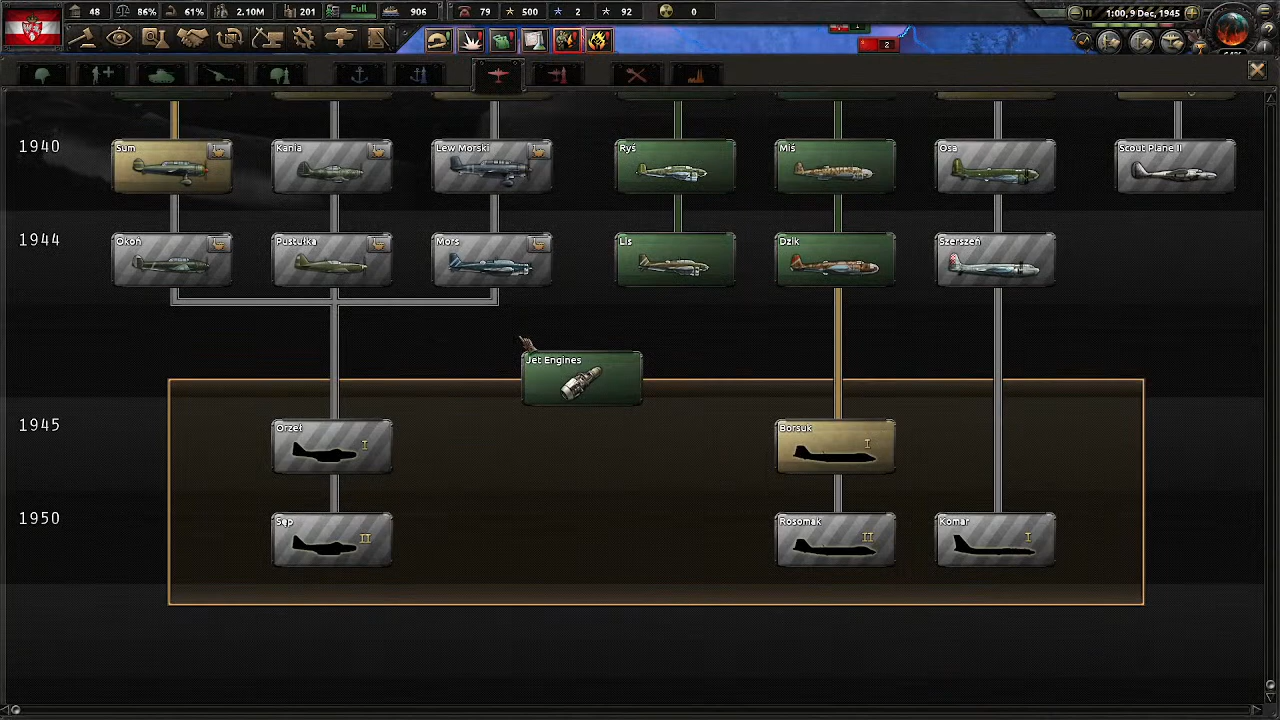 48 86% 61% 2.10M 201 Full 906 79 500 2 92 0 1:00, 9 Dec, 1945
1
2
1940
Sum
Kania
Lew Morski
Ryś
Miś
Osa
Scout Plane II
1944
Okoń
Pustułka
Mors
Lis
Dzik
Szerszeń
Jet Engines
1945
Orzeł
I
Borsuk
I
1950
Sęp
II
Rosomak
II
Komar
I